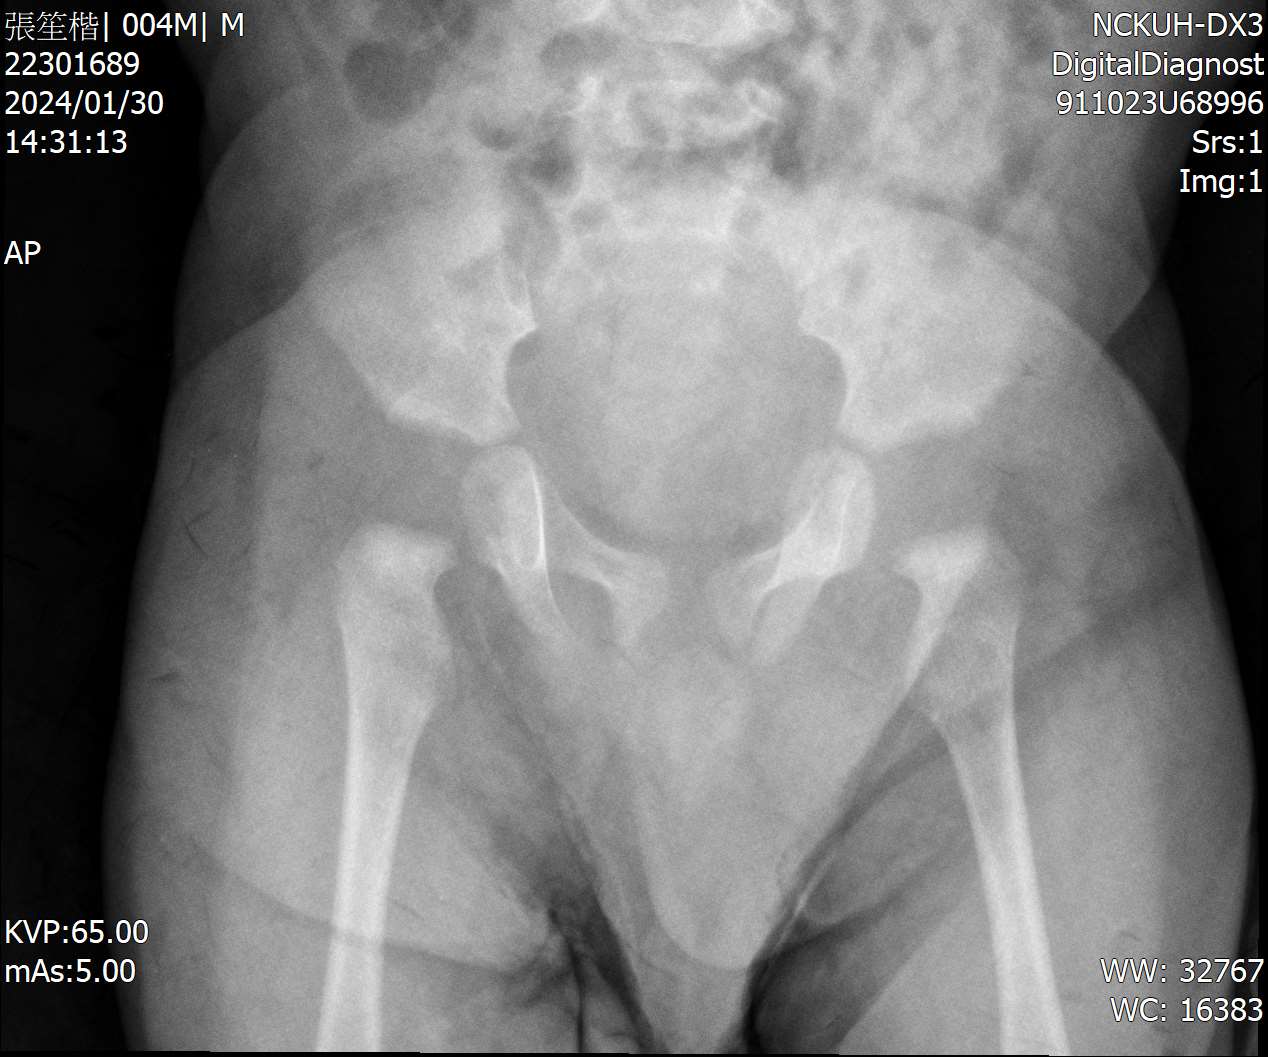 張笙楷| 004M| M
22301689
2024/01/30
14:31:13
AP
NCKUH-DX3
DigitalDiagnost
911023U68996
Srs:1
Img:1
KVP:65.00
mAs:5.00
WW: 32767
WC: 16383